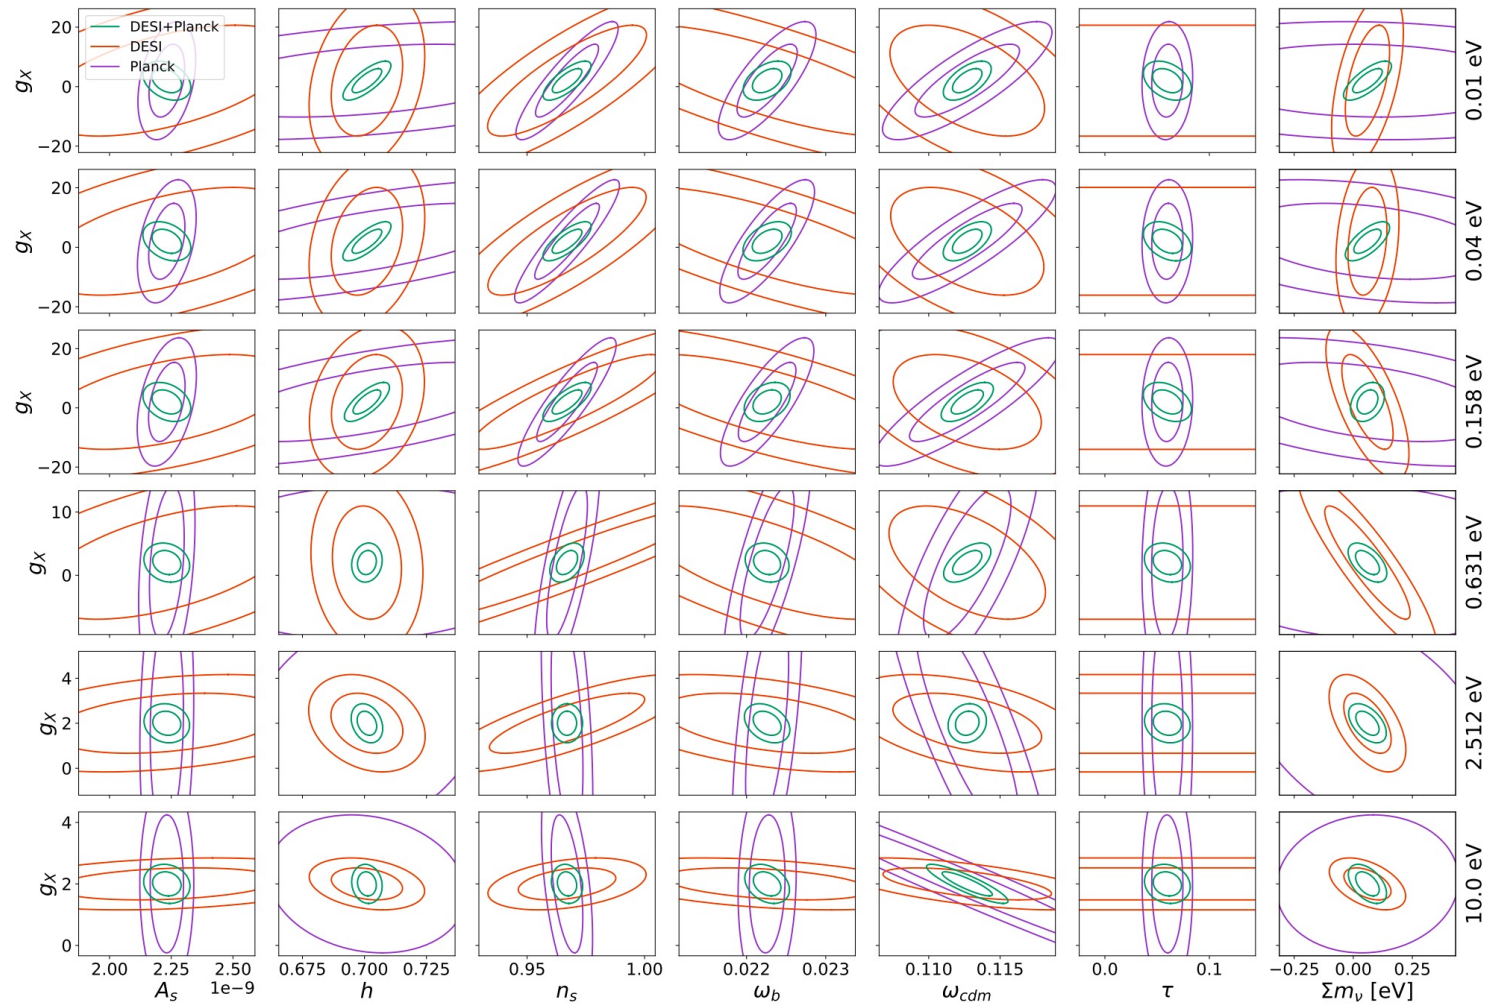 DESI+Planck
DESI
Planck
20
0
−20
g_X
0.01 eV
20
0
−20
g_X
0.04 eV
20
0
−20
g_X
0.158 eV
10
0
g_X
0.631 eV
4
2
0
g_X
2.512 eV
4
2
0
g_X
10.0 eV
2.00 2.25 2.50 0.675 0.700 0.725 0.95 1.00 0.022 0.023 0.110 0.115 0.0 0.1 −0.25 0.00 0.25
1e−9
A_s h n_s ω_b ω_cdm τ Σm_ν [eV]